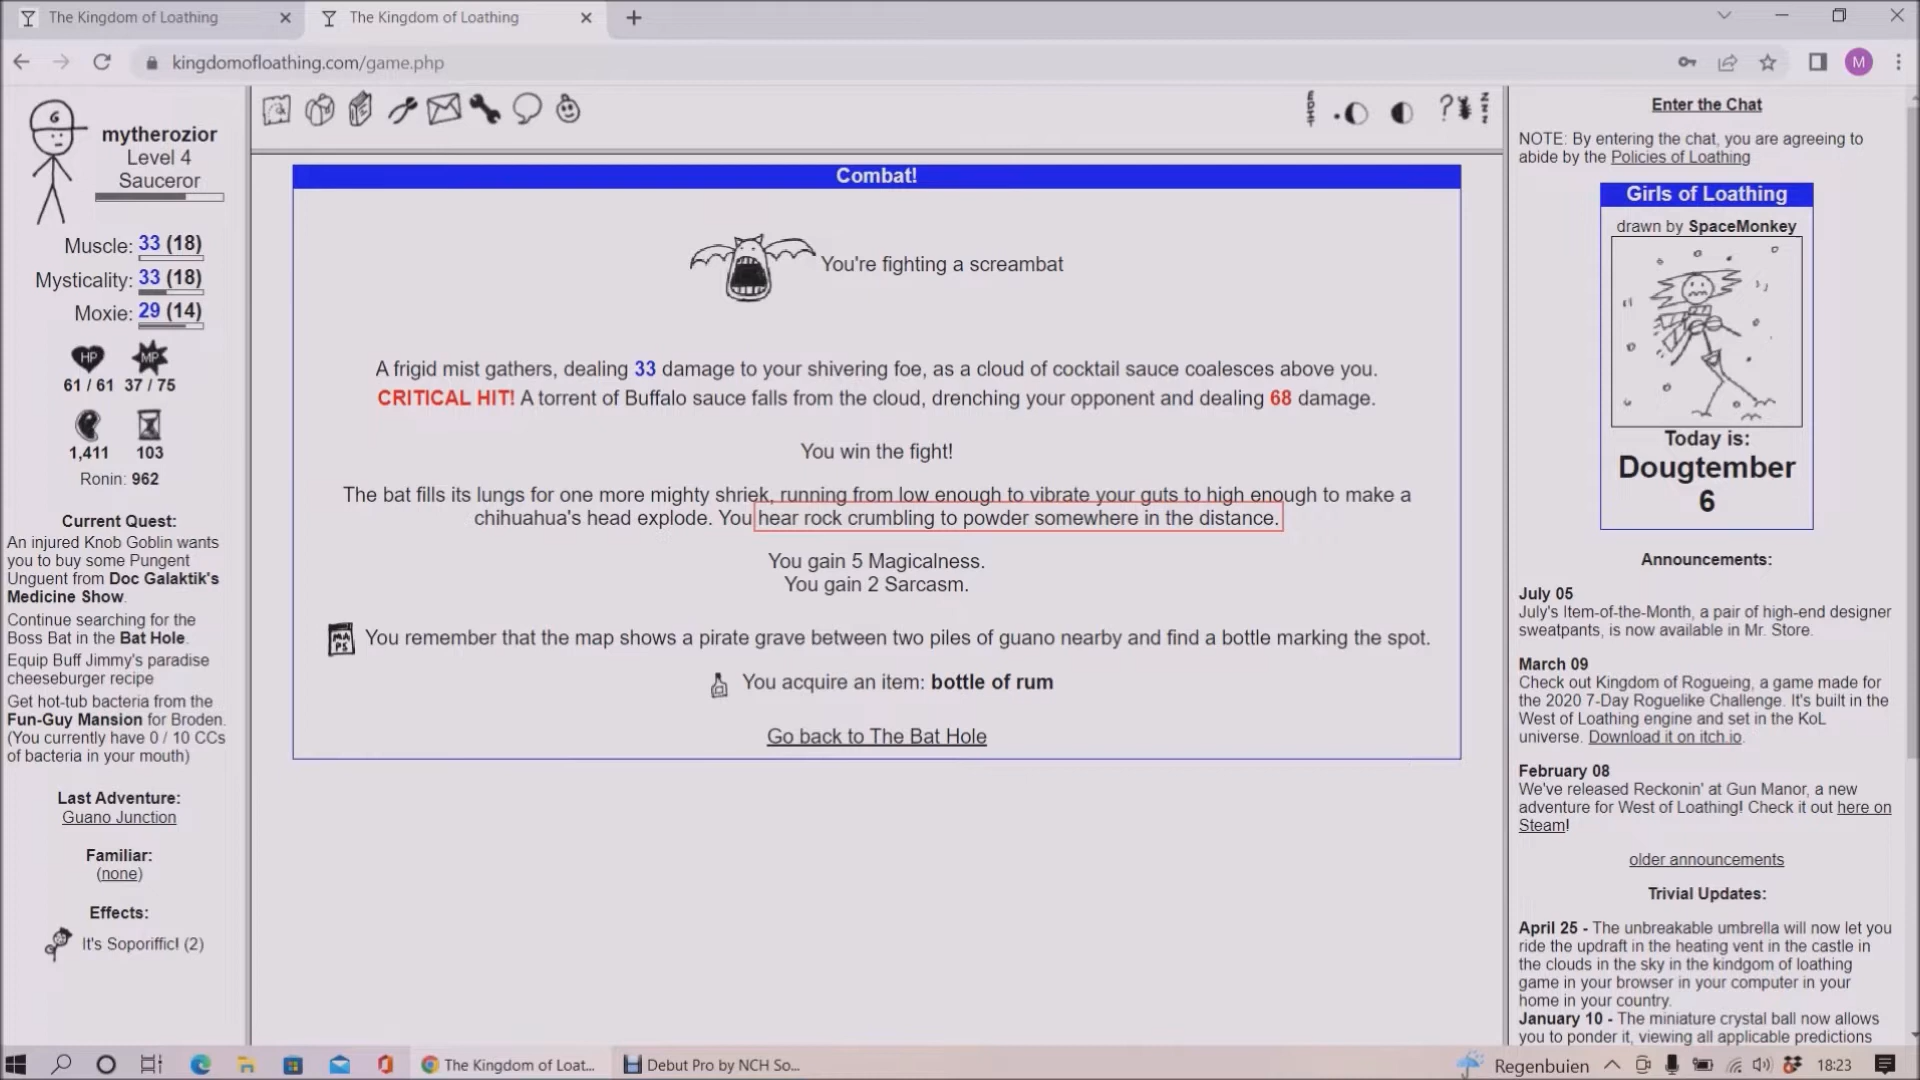 The Kingdom of Loathing
The Kingdom of Loathing
kingdomofloathing.com/game.php
M
G
mytherozior
Level 4
Sauceror
Muscle: 33 (18)
Mysticality: 33 (18)
Moxie: 29 (14)
HP
MP
61 / 61 37 / 75
1,411 103
Ronin: 962
Current Quest:
An injured Knob Goblin wants
you to buy some Pungent
Unguent from Doc Galaktik's
Medicine Show.
Continue searching for the
Boss Bat in the Bat Hole.
Equip Buff Jimmy's paradise
cheeseburger recipe
Get hot-tub bacteria from the
Fun-Guy Mansion for Broden.
(You currently have 0 / 10 CCs
of bacteria in your mouth)
Last Adventure:
Guano Junction
Familiar:
(none)
Effects:
It's Soporiffic! (2)
Combat!
You're fighting a screambat
A frigid mist gathers, dealing 33 damage to your shivering foe, as a cloud of cocktail sauce coalesces above you.
CRITICAL HIT! A torrent of Buffalo sauce falls from the cloud, drenching your opponent and dealing 68 damage.
You win the fight!
The bat fills its lungs for one more mighty shriek, running from low enough to vibrate your guts to high enough to make a
chihuahua's head explode. You hear rock crumbling to powder somewhere in the distance.
You gain 5 Magicalness.
You gain 2 Sarcasm.
MAPS
You remember that the map shows a pirate grave between two piles of guano nearby and find a bottle marking the spot.
You acquire an item: bottle of rum
Go back to The Bat Hole
Enter the Chat
NOTE: By entering the chat, you are agreeing to
abide by the Policies of Loathing
Girls of Loathing
drawn by SpaceMonkey
Today is:
Dougtember
6
Announcements:
July 05
July's Item-of-the-Month, a pair of high-end designer
sweatpants, is now available in Mr. Store.
March 09
Check out Kingdom of Rogueing, a game made for
the 2020 7-Day Roguelike Challenge. It's built in the
West of Loathing engine and set in the KoL
universe. Download it on itch.io.
February 08
We've released Reckonin' at Gun Manor, a new
adventure for West of Loathing! Check it out here on
Steam!
older announcements
Trivial Updates:
April 25 - The unbreakable umbrella will now let you
ride the updraft in the heating vent in the castle in
the clouds in the sky in the kindgom of loathing
game in your browser in your computer in your
home in your country.
January 10 - The miniature crystal ball now allows
you to ponder it, viewing all applicable predictions
The Kingdom of Loat...
Debut Pro by NCH So...
Regenbuien
18:23